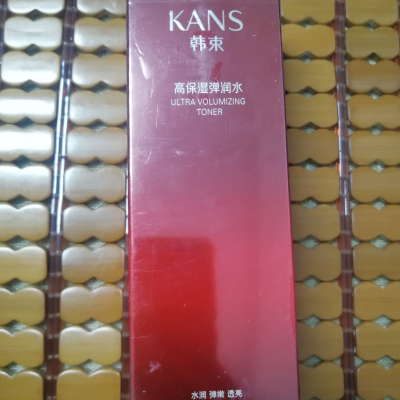 KANS
韩束
高保湿弹润水
ULTRA VOLUMIZING
TONER
水润 弹嫩 透亮